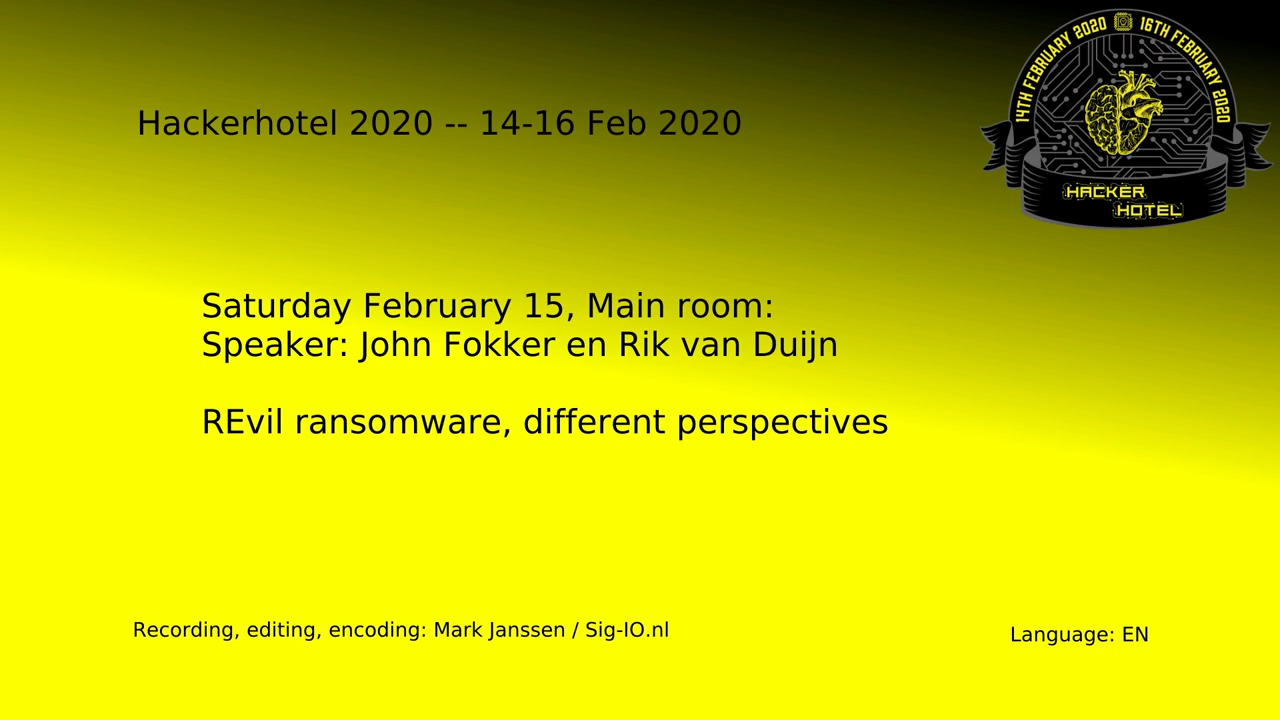 14TH FEBRUARY 2020 16TH FEBRUARY 2020
HACKER
HOTEL
Hackerhotel 2020 -- 14-16 Feb 2020
Saturday February 15, Main room:
Speaker: John Fokker en Rik van Duijn
REvil ransomware, different perspectives
Recording, editing, encoding: Mark Janssen / Sig-IO.nl
Language: EN